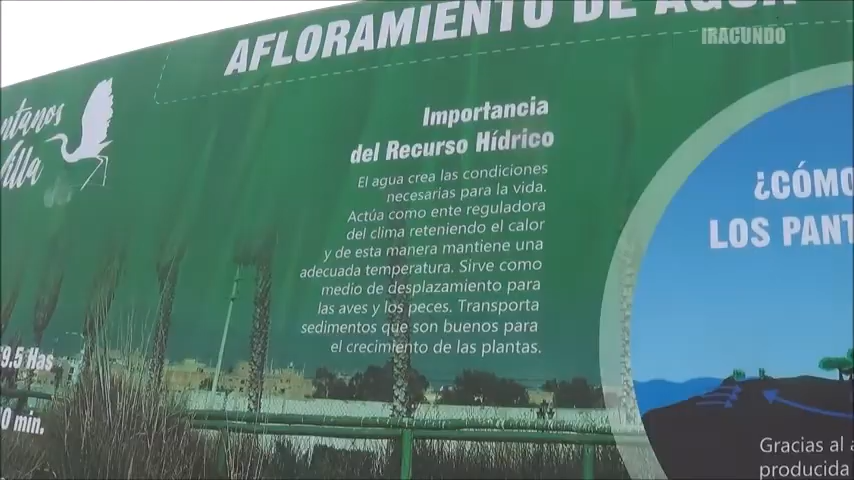 AFLORAMIENTO DE AGUA
IRACUNDO
Importancia
del Recurso Hídrico
El agua crea las condiciones
necesarias para la vida.
Actúa como ente reguladora
del clima reteniendo el calor
y de esta manera mantiene una
adecuada temperatura. Sirve como
medio de desplazamiento para
las aves y los peces. Transporta
sedimentos que son buenos para
el crecimiento de las plantas.
ntanos
Villa
9.5 Has
0 min.
¿CÓMO
LOS PANT
Gracias al a
producida